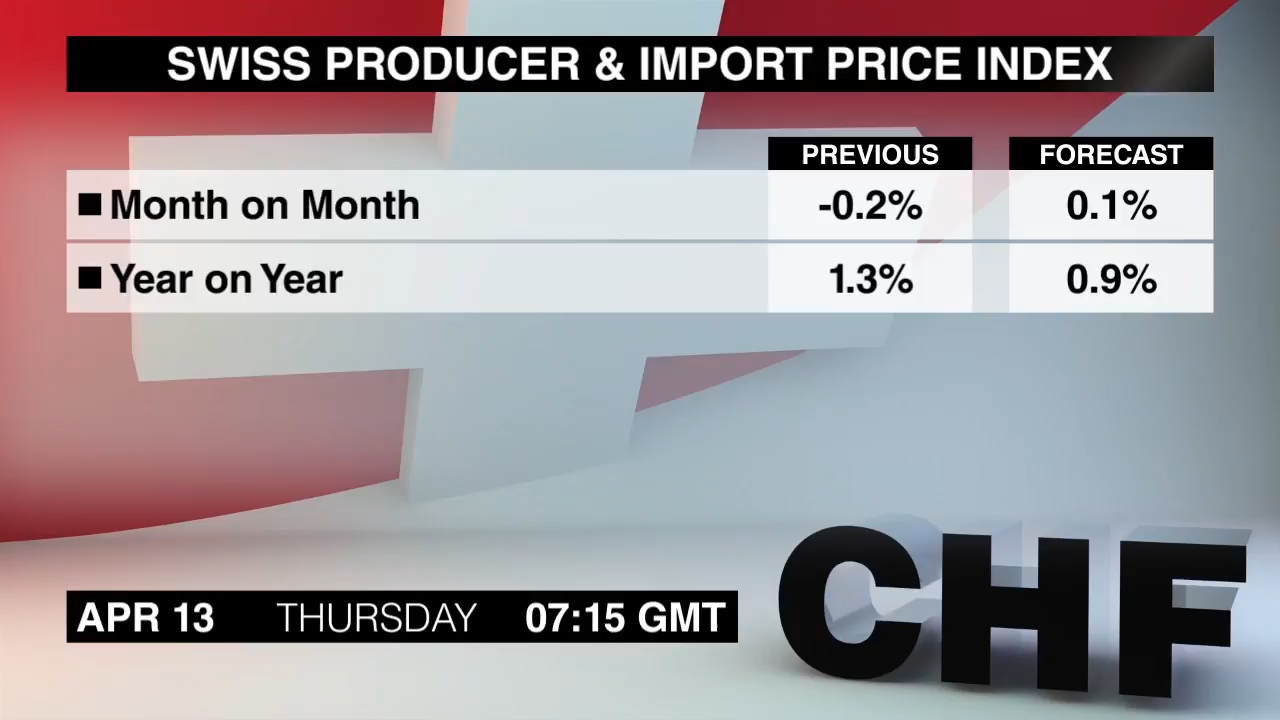 SWISS PRODUCER & IMPORT PRICE INDEX
PREVIOUS FORECAST
■ Month on Month -0.2% 0.1%
■ Year on Year 1.3% 0.9%
APR 13 THURSDAY 07:15 GMT
CHF